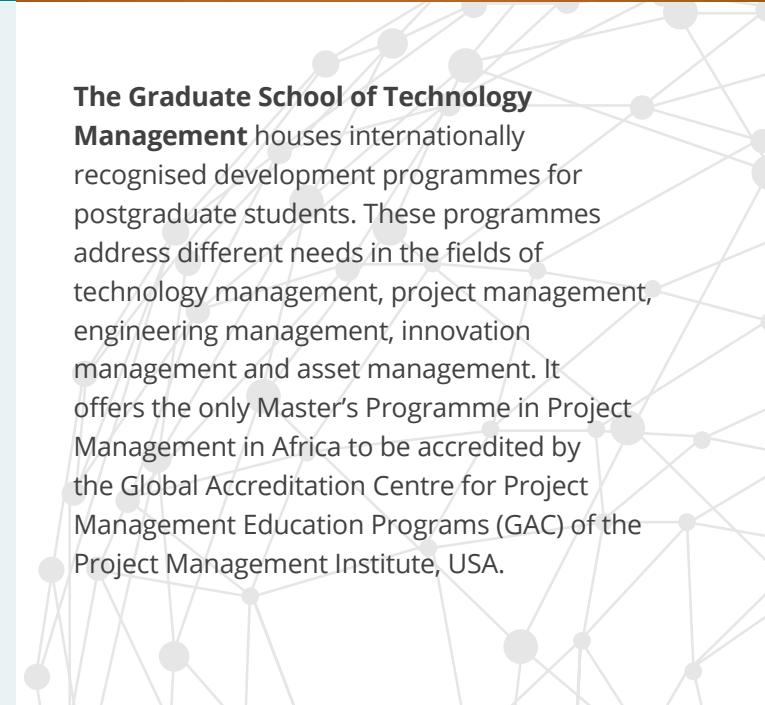 The Graduate School of Technology
Management houses internationally
recognised development programmes for
postgraduate students. These programmes
address different needs in the fields of
technology management, project management,
engineering management, innovation
management and asset management. It
offers the only Master’s Programme in Project
Management in Africa to be accredited by
the Global Accreditation Centre for Project
Management Education Programs (GAC) of the
Project Management Institute, USA.